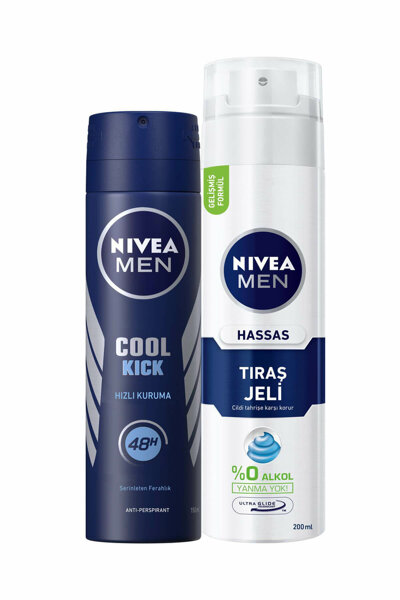 NIVEA
MEN
COOL
KICK
HIZLI KURUMA
48H
Serinleten Ferahlık
ANTI-PERSPIRANT
GELİŞMİŞ
FORMÜL
NIVEA
MEN
HASSAS
TIRAŞ
JELİ
Cildi tahrişe karşı korur
%0 ALKOL
YANMA YOK!
ULTRA GLIDE
200 ml